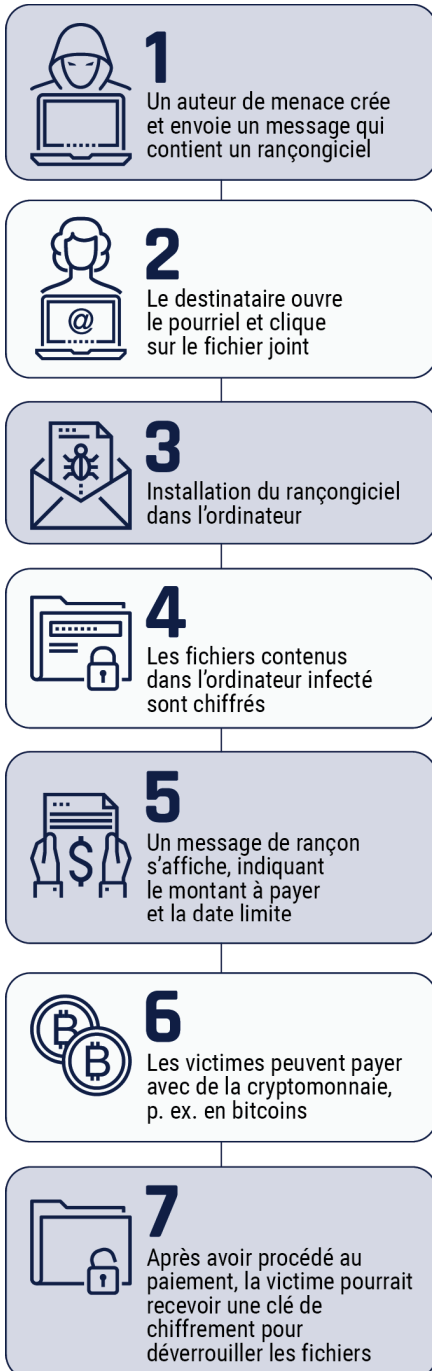 1
Un auteur de menace crée
et envoie un message qui
contient un rançongiciel
2
@
Le destinataire ouvre
le pourriel et clique
sur le fichier joint
3
Installation du rançongiciel
dans l’ordinateur
4
Les fichiers contenus
dans l’ordinateur infecté
sont chiffrés
5
$
Un message de rançon
s’affiche, indiquant
le montant à payer
et la date limite
6
B
B
Les victimes peuvent payer
avec de la cryptomonnaie,
p. ex. en bitcoins
7
Après avoir procédé au
paiement, la victime pourrait
recevoir une clé de
chiffrement pour
déverrouiller les fichiers